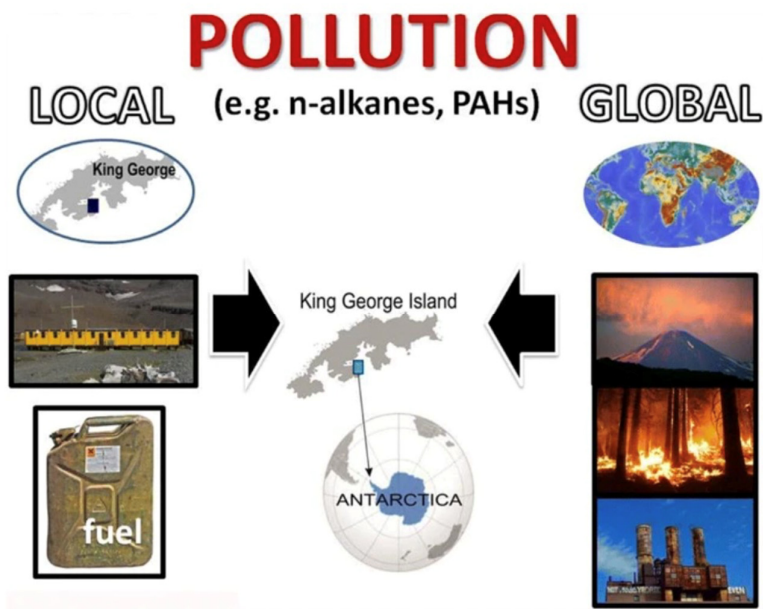 POLLUTION
LOCAL
(e.g. n-alkanes, PAHs)
GLOBAL
King George
King George Island
ANTARCTICA
fuel